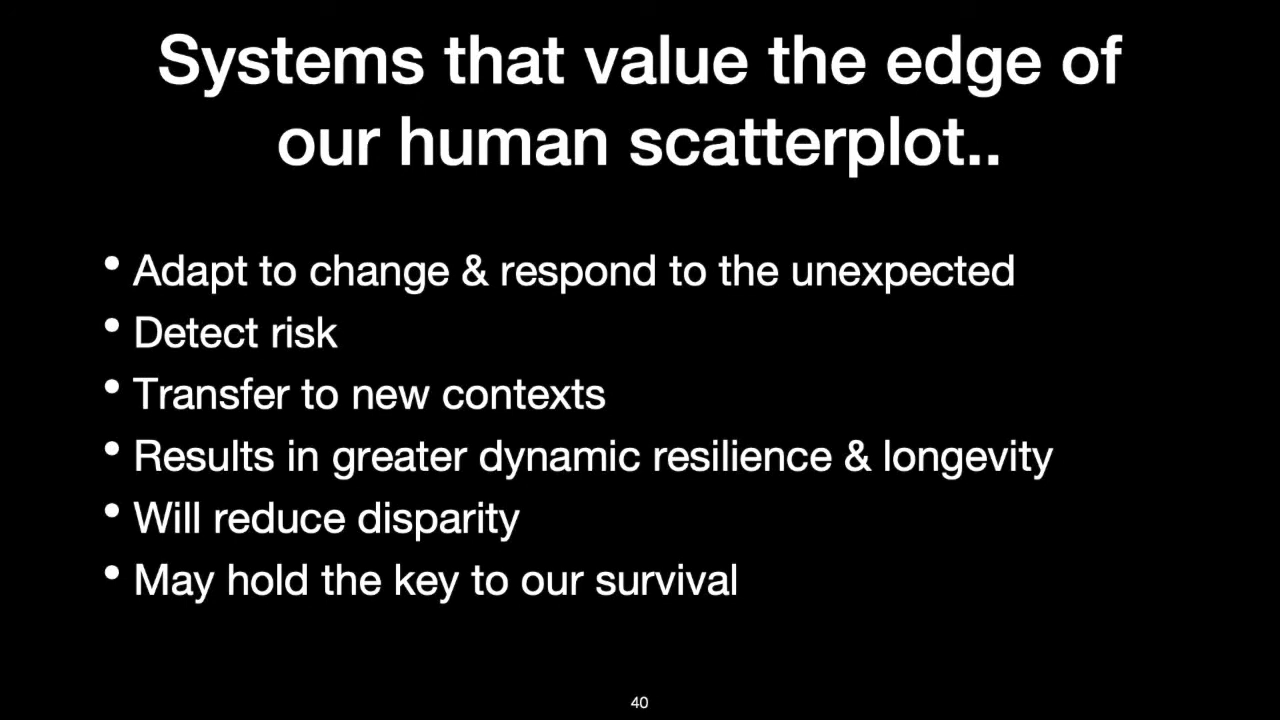 Systems that value the edge of
our human scatterplot..
• Adapt to change & respond to the unexpected
• Detect risk
• Transfer to new contexts
• Results in greater dynamic resilience & longevity
• Will reduce disparity
• May hold the key to our survival
40